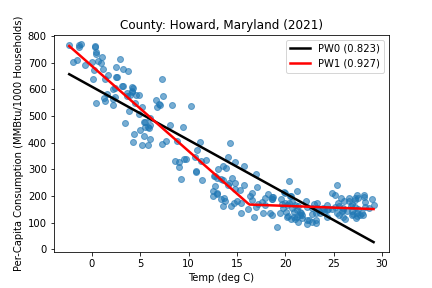 County: Howard, Maryland (2021)
PW0 (0.823)
PW1 (0.927)
Per-Capita Consumption (MMBtu/1000 Households)
800
700
600
500
400
300
200
100
0
0 5 10 15 20 25 30
Temp (deg C)